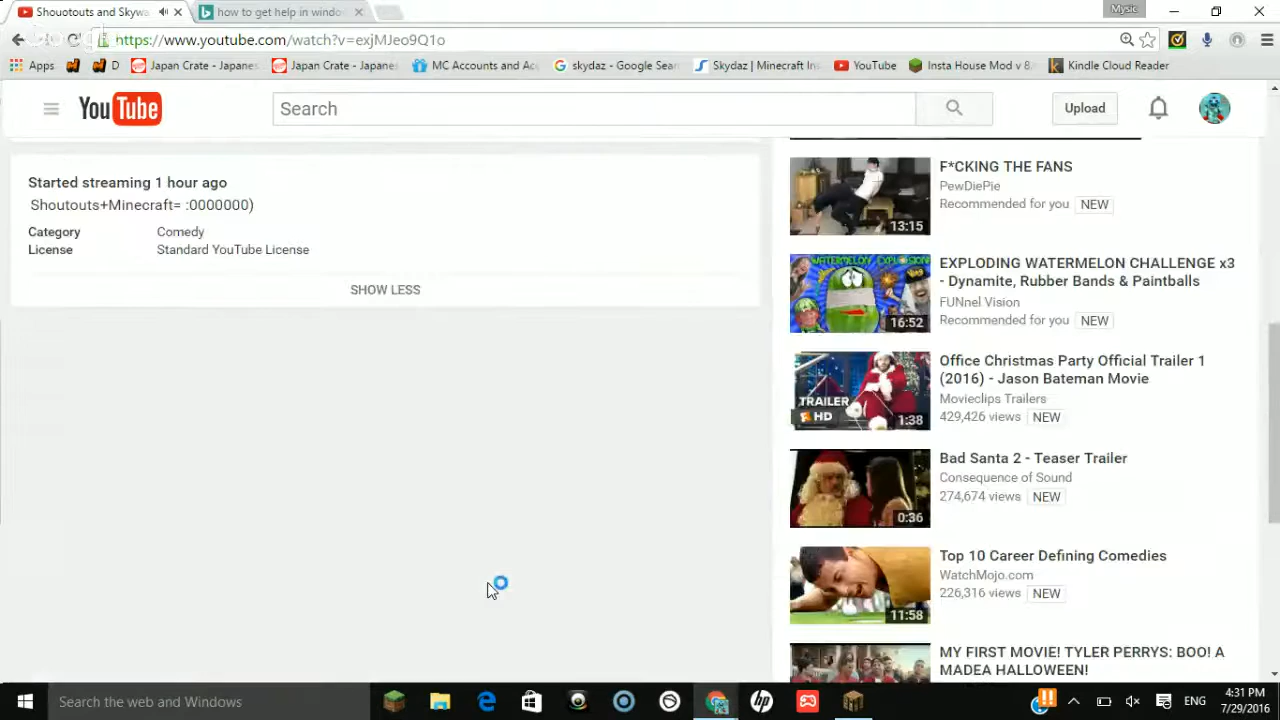 Shoutouts and Skywa
how to get help in windo
Mysic
https://www.youtube.com/watch?v=exjMJeo9Q1o
Apps
D
Japan Crate - Japanes
Japan Crate - Japanes
MC Accounts and Ac
skydaz - Google Sear
Skydaz | Minecraft In
YouTube
Insta House Mod v 8.
Kindle Cloud Reader
YouTube
Search
Upload
Started streaming 1 hour ago
Shoutouts+Minecraft= :0000000)
Category Comedy
License Standard YouTube License
SHOW LESS
F*CKING THE FANS
PewDiePie
Recommended for you NEW
13:15
EXPLODING WATERMELON CHALLENGE x3
- Dynamite, Rubber Bands & Paintballs
FUNnel Vision
Recommended for you NEW
16:52
Office Christmas Party Official Trailer 1
(2016) - Jason Bateman Movie
Movieclips Trailers
429,426 views NEW
TRAILER
HD
1:38
Bad Santa 2 - Teaser Trailer
Consequence of Sound
274,674 views NEW
0:36
Top 10 Career Defining Comedies
WatchMojo.com
226,316 views NEW
11:58
MY FIRST MOVIE! TYLER PERRYS: BOO! A
MADEA HALLOWEEN!
Search the web and Windows
hp
ENG
4:31 PM
7/29/2016